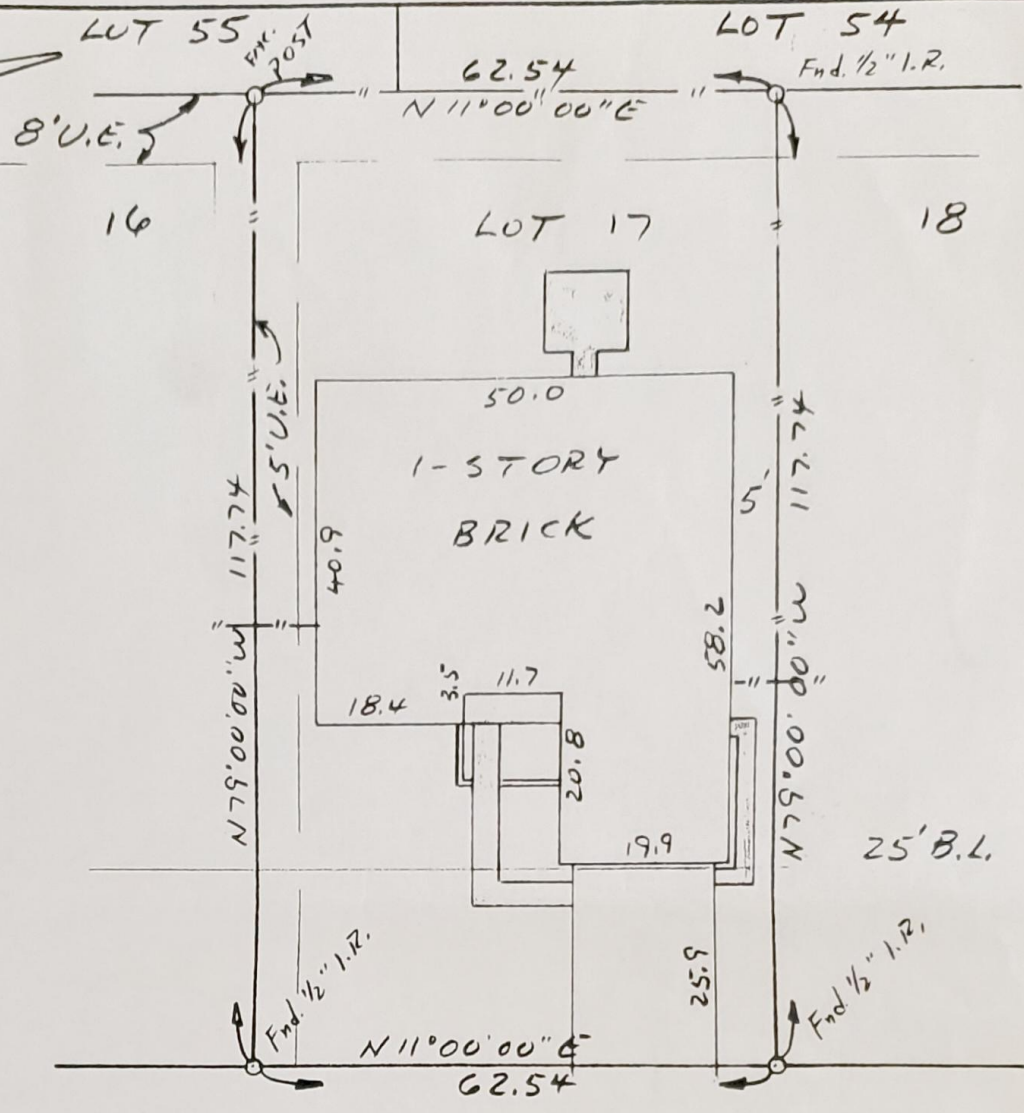 LOT 55
LOT 54
Fnc.
POST
62.54
Fnd. 1/2" I.R.
N 11°00'00" E
8' U.E.
16
LOT 17
18
5' U.E.
50.0
1-STORY
BRICK
5'
117.74
117.74
40.9
58.2
N79°00'00"W
N79°00'00"W
3.5
11.7
18.4
20.8
19.9
25' B.L.
25.9
Fnd. 1/2" I.R.
Fnd. 1/2" I.R.
N 11°00'00" E
62.54